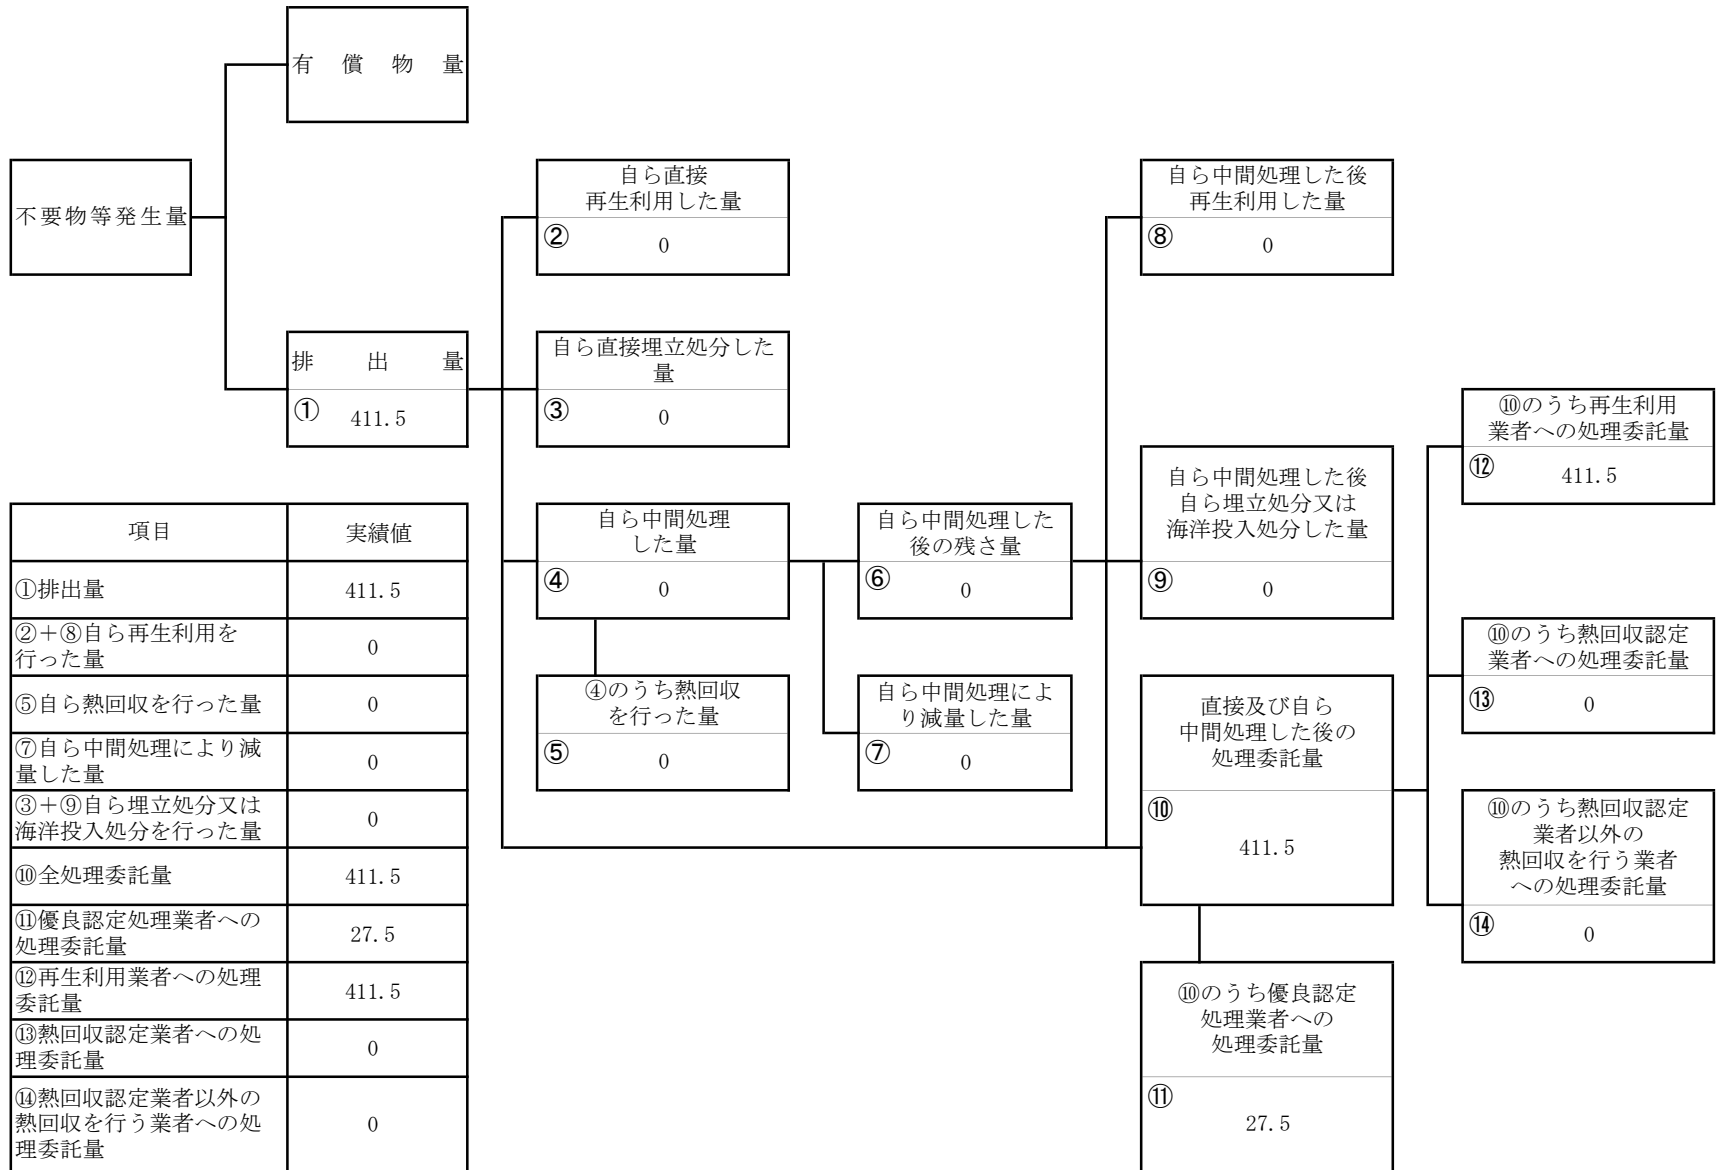 有償物量
不要物等発生量
排出量
① 411.5
自ら直接
再生利用した量
② 0
自ら直接埋立処分した
量
③ 0
自ら中間処理
した量
④ 0
④のうち熱回収
を行った量
⑤ 0
自ら中間処理した
後の残さ量
⑥ 0
自ら中間処理によ
り減量した量
⑦ 0
自ら中間処理した後
再生利用した量
⑧ 0
自ら中間処理した後
自ら埋立処分又は
海洋投入処分した量
⑨ 0
直接及び自ら
中間処理した後の
処理委託量
⑩
411.5
⑩のうち優良認定
処理業者への
処理委託量
⑪
27.5
⑩のうち再生利用
業者への処理委託量
⑫ 411.5
⑩のうち熱回収認定
業者への処理委託量
⑬ 0
⑩のうち熱回収認定
業者以外の
熱回収を行う業者
への処理委託量
⑭ 0
項目 実績値
①排出量 411.5
②＋⑧自ら再生利用を
行った量 0
⑤自ら熱回収を行った量 0
⑦自ら中間処理により減
量した量 0
③＋⑨自ら埋立処分又は
海洋投入処分を行った量 0
⑩全処理委託量 411.5
⑪優良認定処理業者への
処理委託量 27.5
⑫再生利用業者への処理
委託量 411.5
⑬熱回収認定業者への処
理委託量 0
⑭熱回収認定業者以外の
熱回収を行う業者への処
理委託量 0